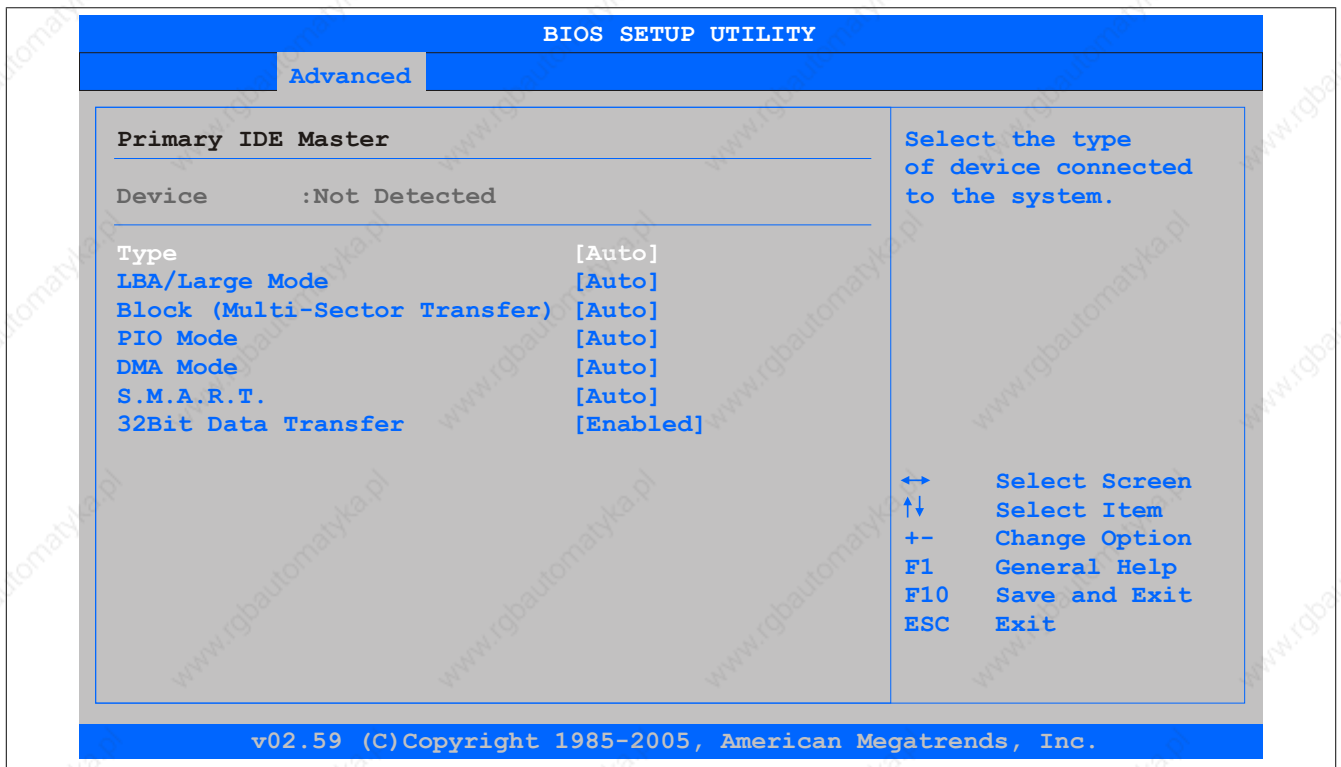 BIOS SETUP UTILITY
Advanced
Primary IDE Master
Device :Not Detected
Type [Auto]
LBA/Large Mode [Auto]
Block (Multi-Sector Transfer) [Auto]
PIO Mode [Auto]
DMA Mode [Auto]
S.M.A.R.T. [Auto]
32Bit Data Transfer [Enabled]
Select the type
of device connected
to the system.
↔ Select Screen
↑↓ Select Item
+- Change Option
F1 General Help
F10 Save and Exit
ESC Exit
v02.59 (C)Copyright 1985-2005, American Megatrends, Inc.
www.rgbautomatyka.pl